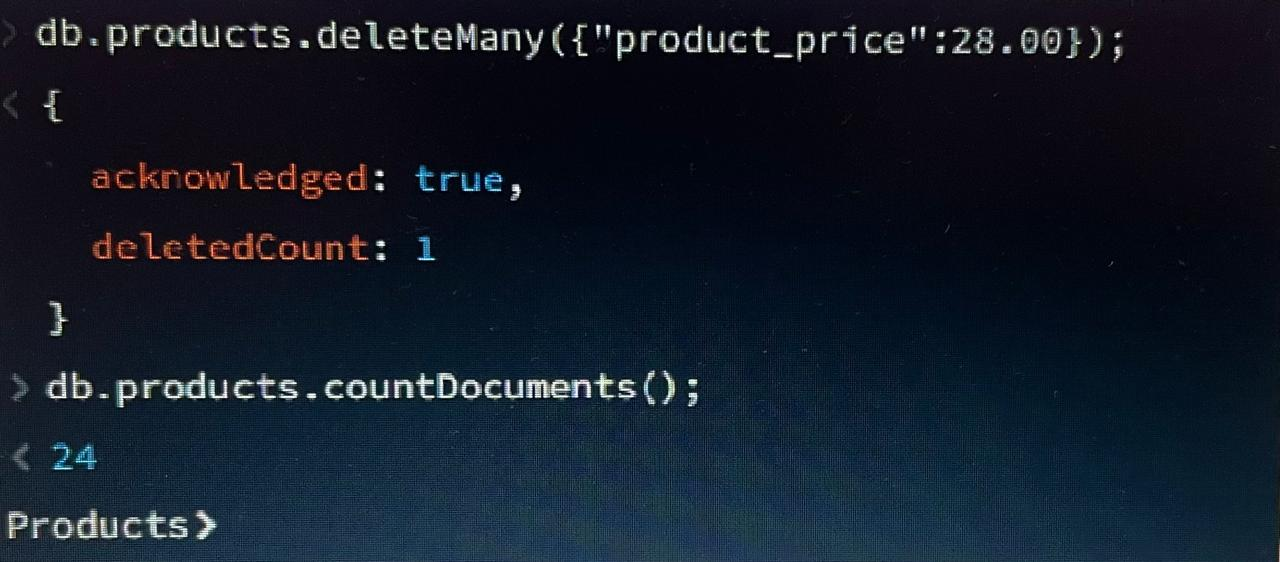 > db.products.deleteMany({"product_price":28.00});
< {
acknowledged: true,
deletedCount: 1
}
> db.products.countDocuments();
< 24
Products>